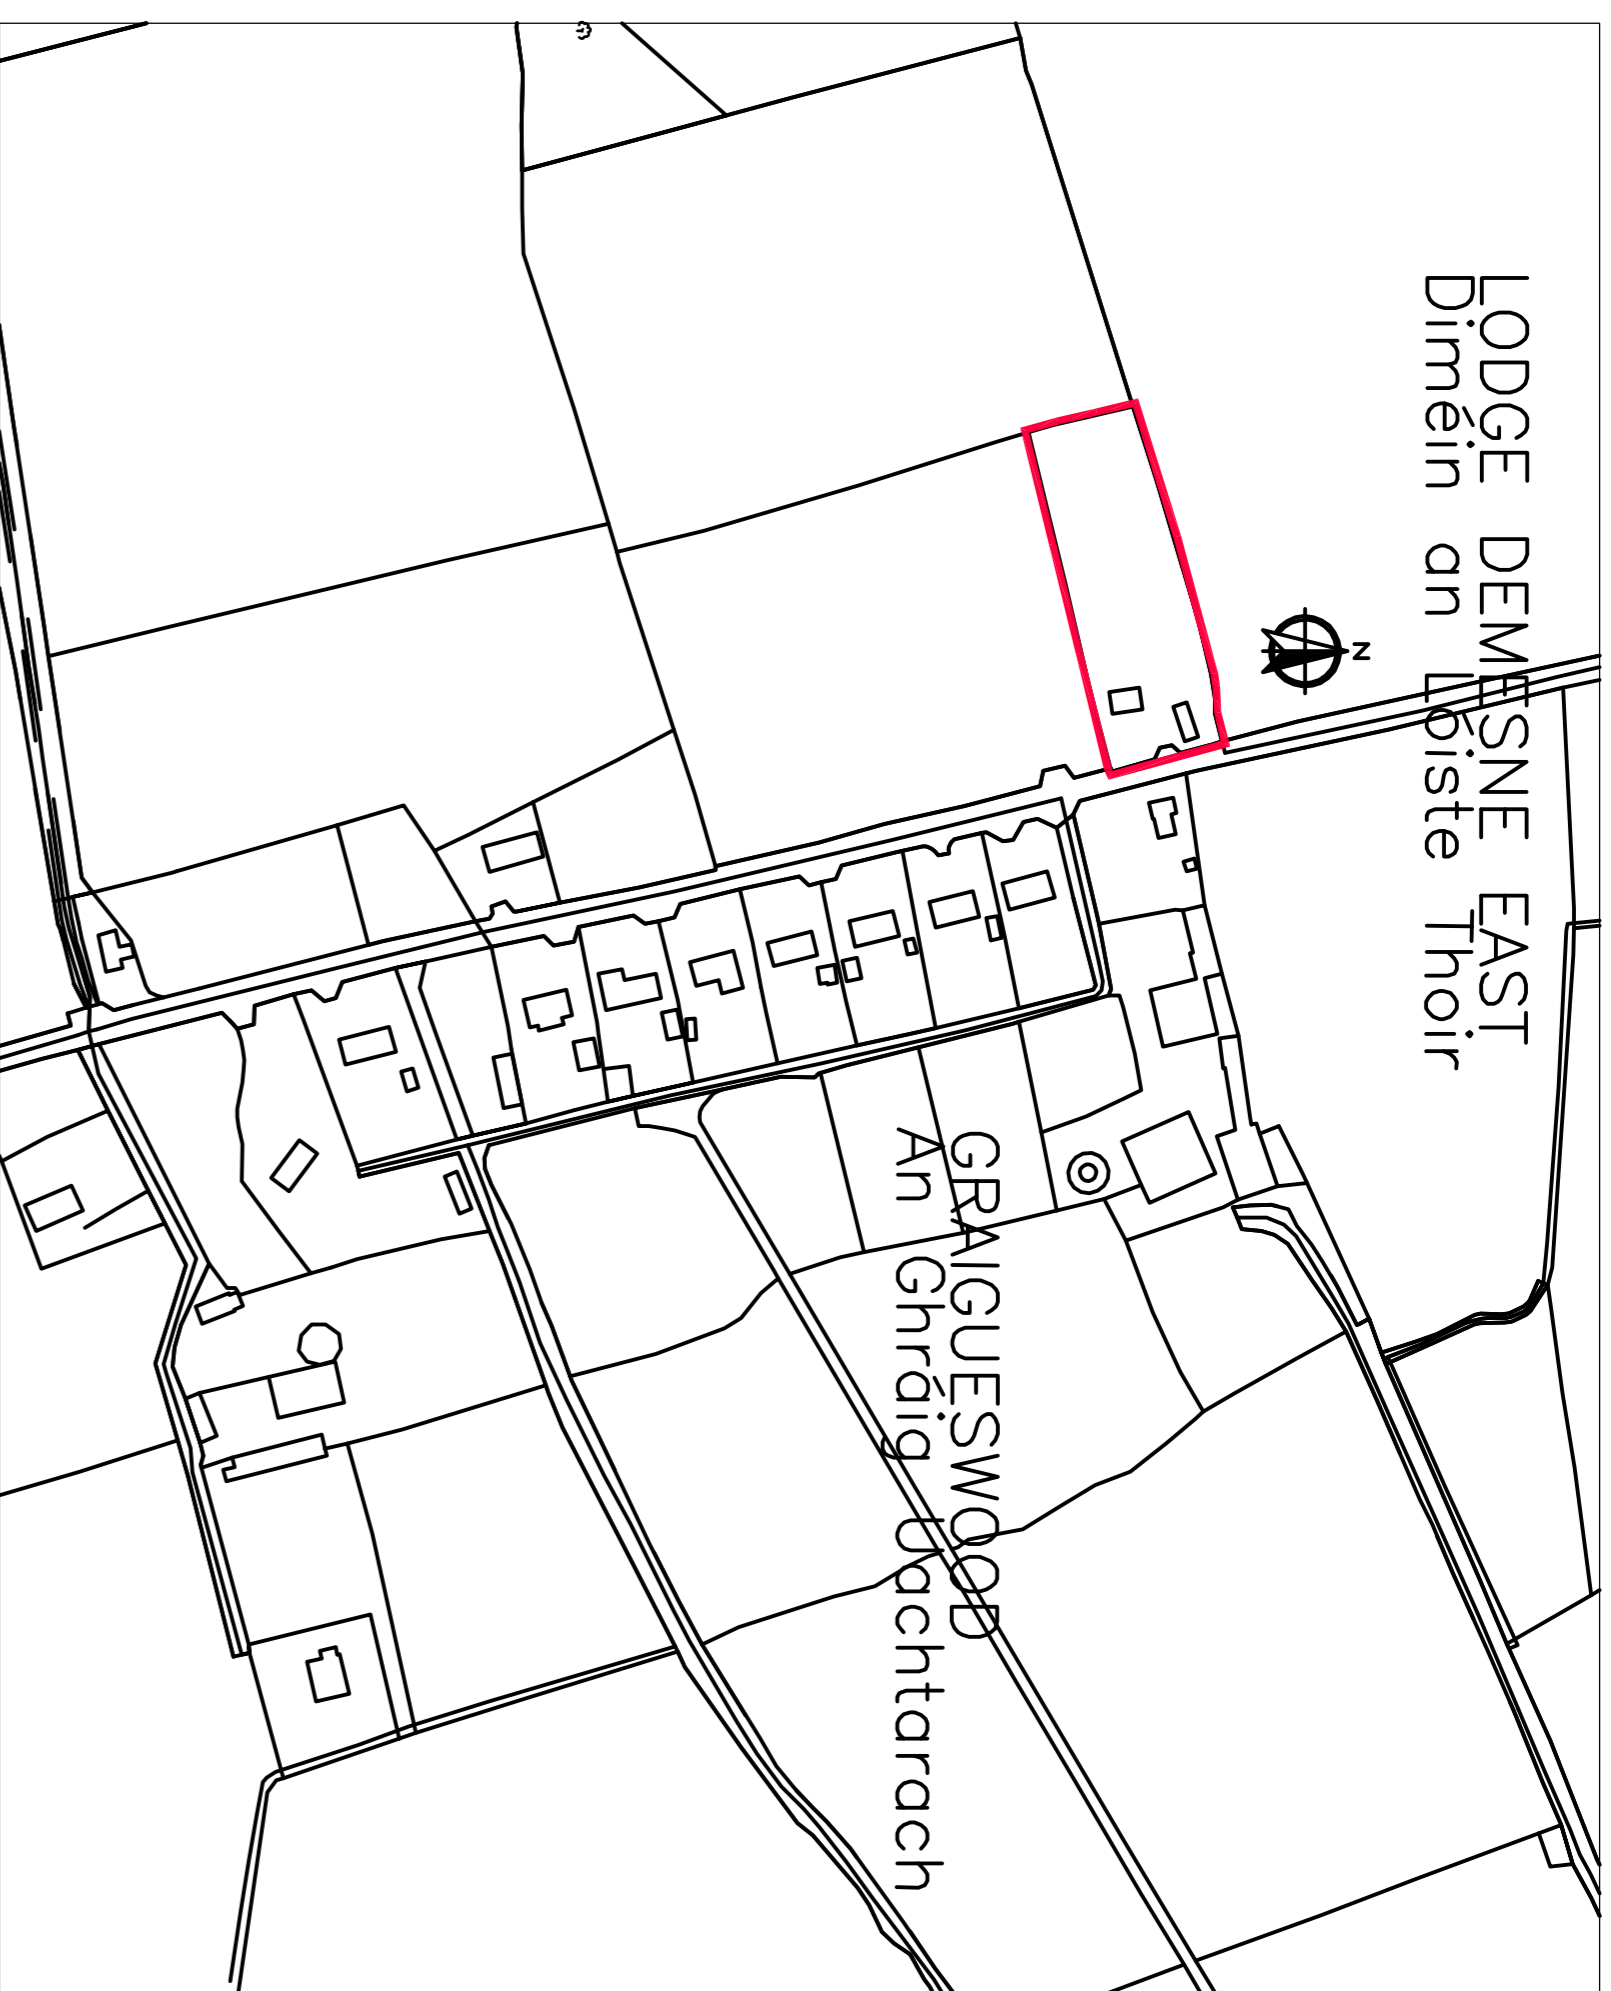 LODGE DEMESNE EAST
Diméin an Lóiste Thoir
N
GRAIGUESWOOD
An Ghráig Uachtarach